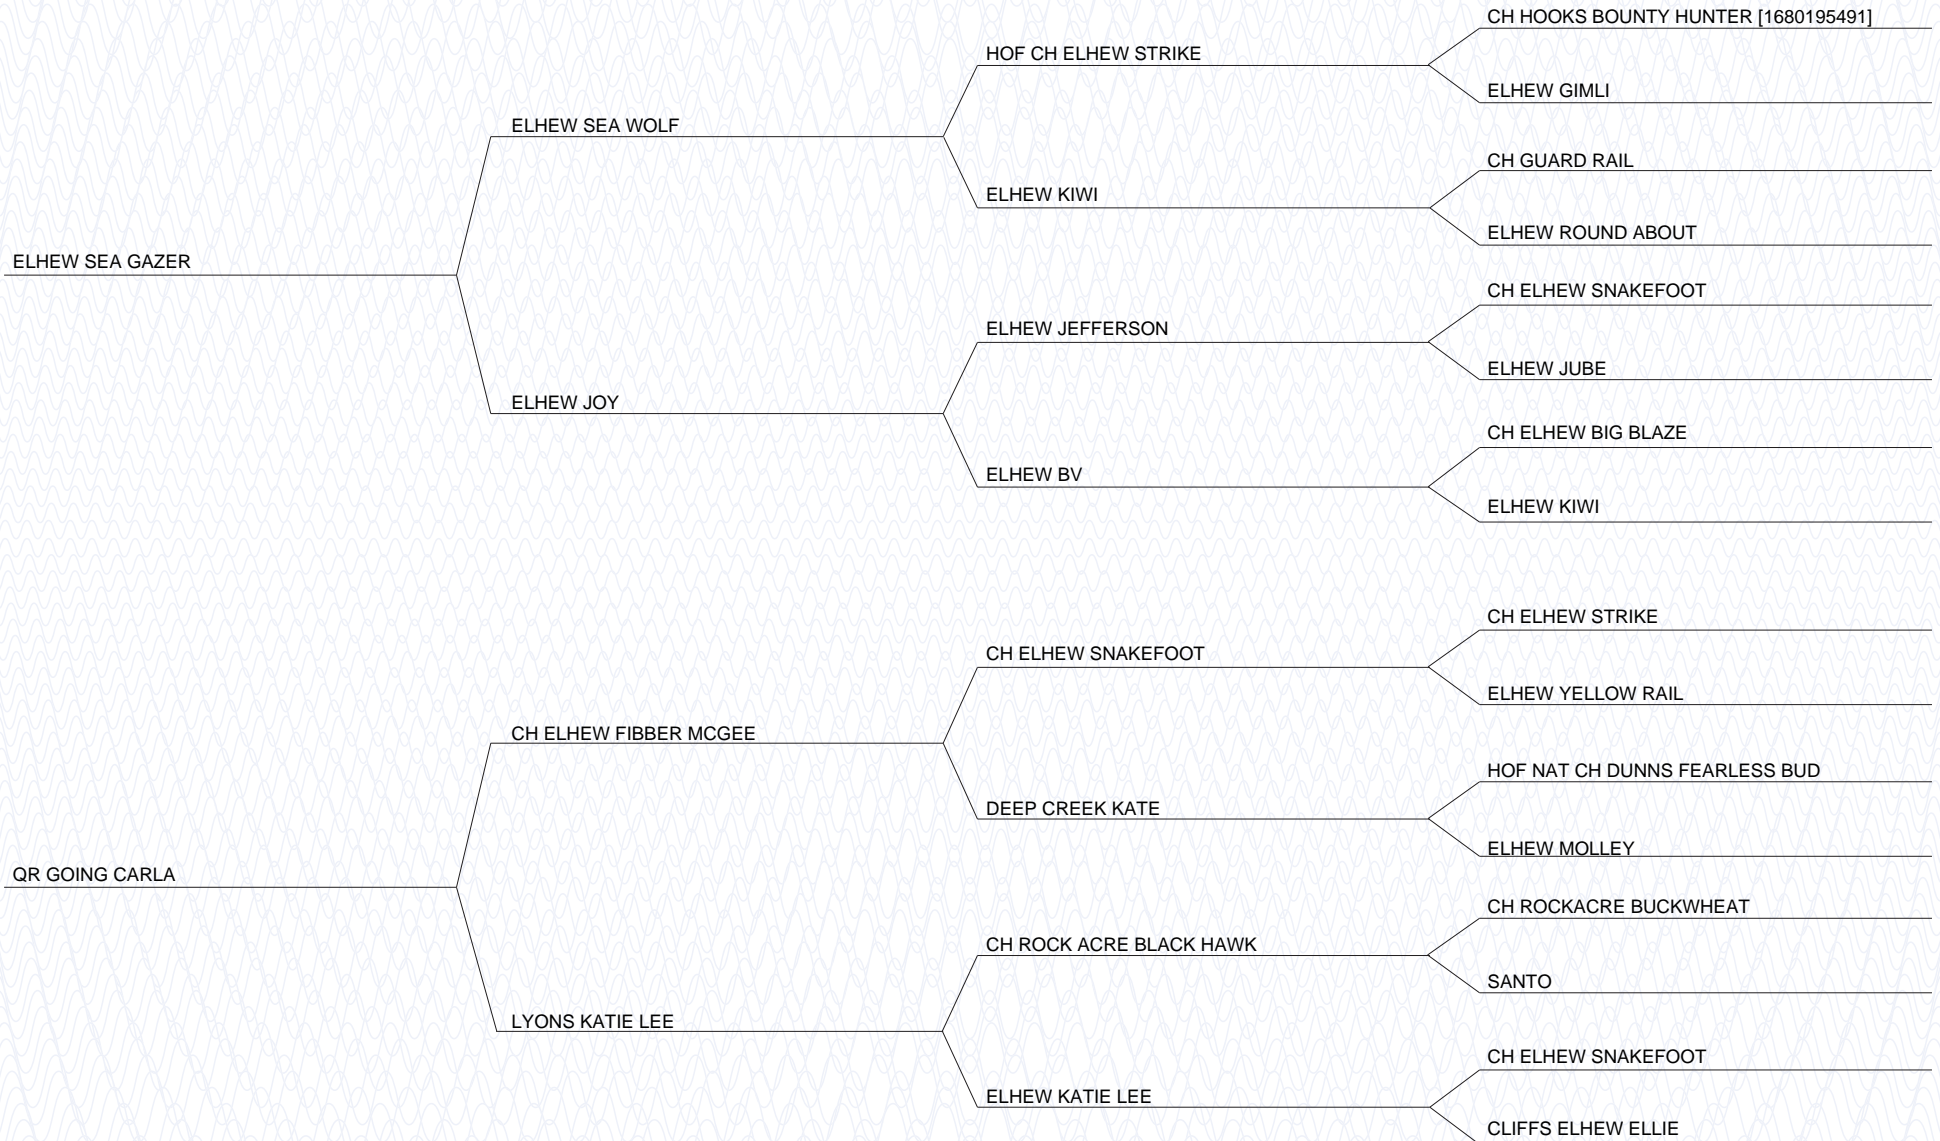 CH HOOKS BOUNTY HUNTER [1680195491]
HOF CH ELHEW STRIKE
ELHEW GIMLI
ELHEW SEA WOLF
CH GUARD RAIL
ELHEW KIWI
ELHEW ROUND ABOUT
ELHEW SEA GAZER
CH ELHEW SNAKEFOOT
ELHEW JEFFERSON
ELHEW JUBE
ELHEW JOY
CH ELHEW BIG BLAZE
ELHEW BV
ELHEW KIWI
CH ELHEW STRIKE
CH ELHEW SNAKEFOOT
ELHEW YELLOW RAIL
CH ELHEW FIBBER MCGEE
HOF NAT CH DUNNS FEARLESS BUD
DEEP CREEK KATE
ELHEW MOLLEY
QR GOING CARLA
CH ROCKACRE BUCKWHEAT
CH ROCK ACRE BLACK HAWK
SANTO
LYONS KATIE LEE
CH ELHEW SNAKEFOOT
ELHEW KATIE LEE
CLIFFS ELHEW ELLIE